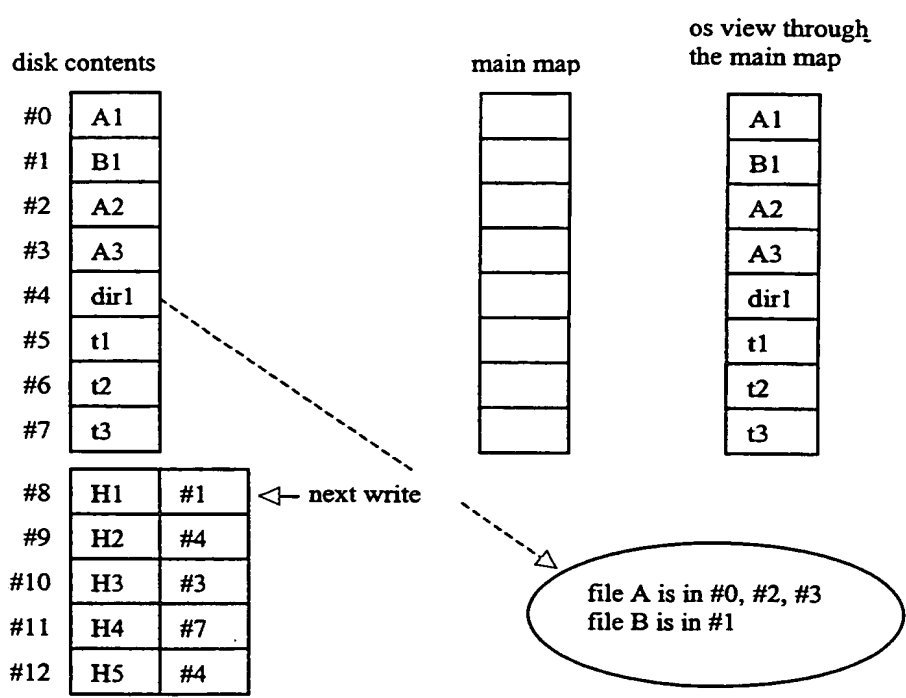 os view through
the main map
disk contents
main map
#0 A1 A1
#1 B1 B1
#2 A2 A2
#3 A3 A3
#4 dir1 dir1
#5 t1 t1
#6 t2 t2
#7 t3 t3
#8 H1 #1 next write
#9 H2 #4
#10 H3 #3
#11 H4 #7
#12 H5 #4
file A is in #0, #2, #3
file B is in #1